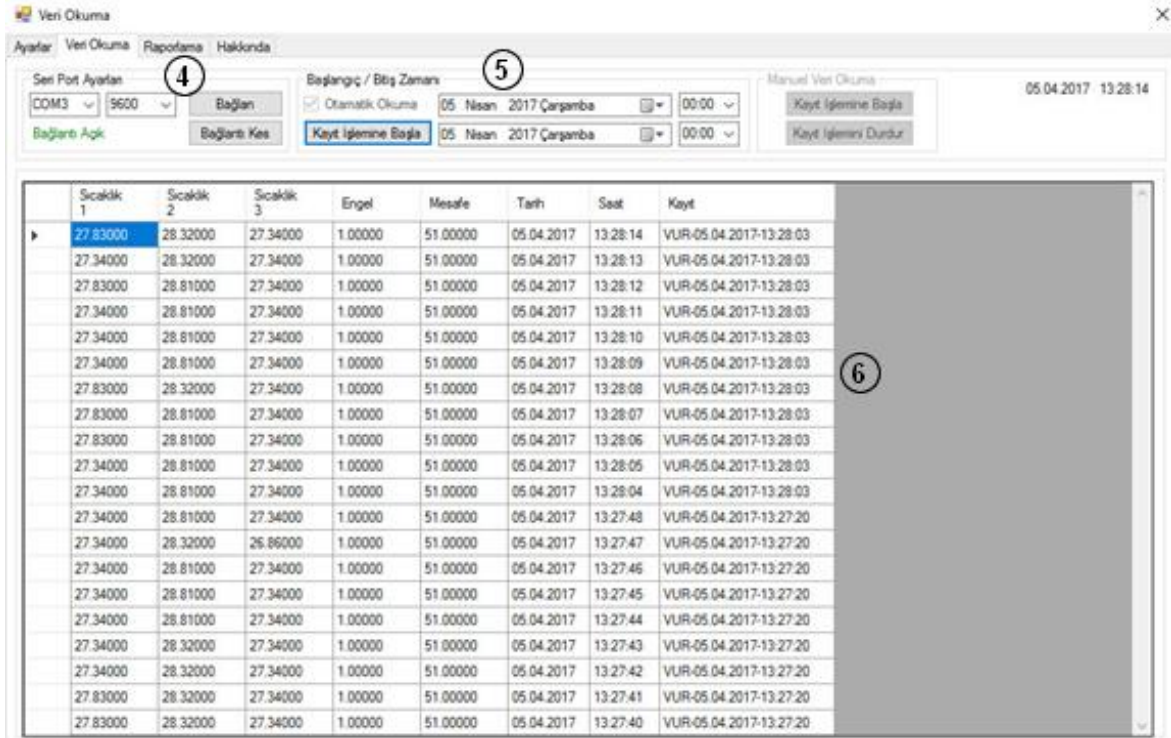 Veri Okuma
Ayarlar Veri Okuma Raporlama Hakkında
4
5
Seri Port Ayarları Başlangıç / Bitiş Zamanı Manuel Veri Okuma
05.04.2017 13:28:14
COM3 9600 Bağlan Otamatik Okuma 05 Nisan 2017 Çarşamba 00:00 Kayıt İşlemine Başla
Bağlantı Açık Bağlantı Kes Kayıt İşlemine Başla 05 Nisan 2017 Çarşamba 00:00 Kayıt İşlemini Durdur
Sıcaklık 1 Sıcaklık 2 Sıcaklık 3 Engel Mesafe Tarih Saat Kayıt
27.83000 28.32000 27.34000 1.00000 51.00000 05.04.2017 13:28:14 VUR-05.04.2017-13:28:03
27.34000 28.32000 27.34000 1.00000 51.00000 05.04.2017 13:28:13 VUR-05.04.2017-13:28:03
27.83000 28.81000 27.34000 1.00000 51.00000 05.04.2017 13:28:12 VUR-05.04.2017-13:28:03
27.34000 28.81000 27.34000 1.00000 51.00000 05.04.2017 13:28:11 VUR-05.04.2017-13:28:03
27.34000 28.81000 27.34000 1.00000 51.00000 05.04.2017 13:28:10 VUR-05.04.2017-13:28:03
27.34000 28.81000 27.34000 1.00000 51.00000 05.04.2017 13:28:09 VUR-05.04.2017-13:28:03
6
27.83000 28.32000 27.34000 1.00000 51.00000 05.04.2017 13:28:08 VUR-05.04.2017-13:28:03
27.83000 28.81000 27.34000 1.00000 51.00000 05.04.2017 13:28:07 VUR-05.04.2017-13:28:03
27.83000 28.81000 27.34000 1.00000 51.00000 05.04.2017 13:28:06 VUR-05.04.2017-13:28:03
27.34000 28.81000 27.34000 1.00000 51.00000 05.04.2017 13:28:05 VUR-05.04.2017-13:28:03
27.34000 28.81000 27.34000 1.00000 51.00000 05.04.2017 13:28:04 VUR-05.04.2017-13:28:03
27.34000 28.81000 27.34000 1.00000 51.00000 05.04.2017 13:27:48 VUR-05.04.2017-13:27:20
27.34000 28.32000 26.86000 1.00000 51.00000 05.04.2017 13:27:47 VUR-05.04.2017-13:27:20
27.34000 28.81000 27.34000 1.00000 51.00000 05.04.2017 13:27:46 VUR-05.04.2017-13:27:20
27.34000 28.81000 27.34000 1.00000 51.00000 05.04.2017 13:27:45 VUR-05.04.2017-13:27:20
27.34000 28.81000 27.34000 1.00000 51.00000 05.04.2017 13:27:44 VUR-05.04.2017-13:27:20
27.34000 28.32000 27.34000 1.00000 51.00000 05.04.2017 13:27:43 VUR-05.04.2017-13:27:20
27.34000 28.32000 27.34000 1.00000 51.00000 05.04.2017 13:27:42 VUR-05.04.2017-13:27:20
27.83000 28.32000 27.34000 1.00000 51.00000 05.04.2017 13:27:41 VUR-05.04.2017-13:27:20
27.83000 28.32000 27.34000 1.00000 51.00000 05.04.2017 13:27:40 VUR-05.04.2017-13:27:20